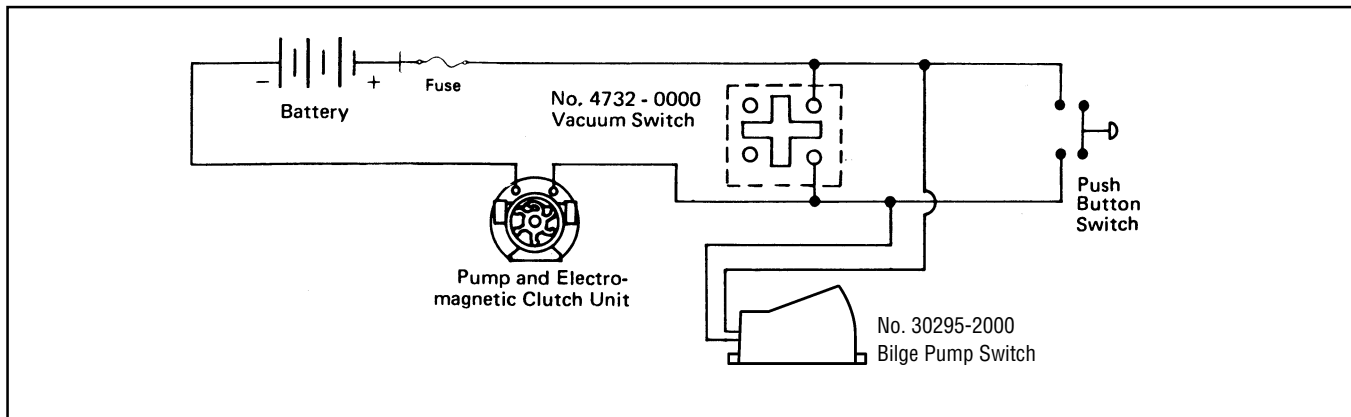 − +
Battery
Fuse
No. 4732 - 0000
Vacuum Switch
Push
Button
Switch
Pump and Electro-
magnetic Clutch Unit
No. 30295-2000
Bilge Pump Switch